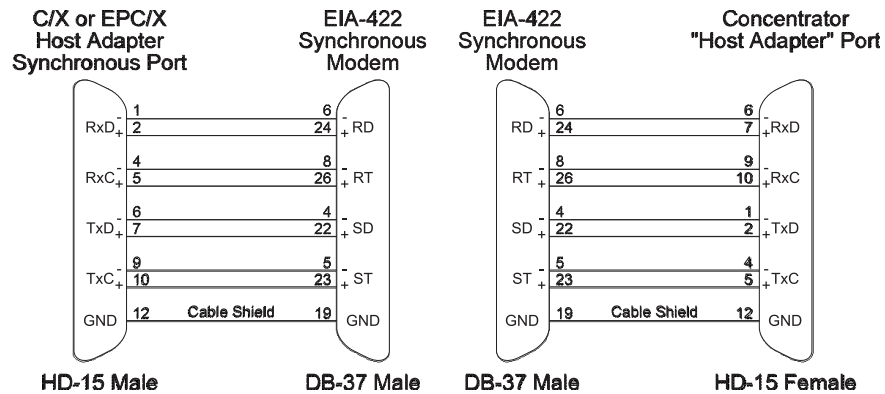 C/X or EPC/X
Host Adapter
Synchronous Port
EIA-422
Synchronous
Modem
EIA-422
Synchronous
Modem
Concentrator
"Host Adapter" Port
RxD - 1 6 - RD
+ 2 24 +
RxC - 4 8 - RT
+ 5 26 +
TxD - 6 4 - SD
+ 7 22 +
TxC - 9 5 - ST
+ 10 23 +
GND 12 Cable Shield 19 GND
HD-15 Male
DB-37 Male
RD - 6 6 - RxD
+ 24 7 +
RT - 8 9 - RxC
+ 26 10 +
SD - 4 1 - TxD
+ 22 2 +
ST - 5 4 - TxC
+ 23 5 +
GND 19 Cable Shield 12 GND
DB-37 Male
HD-15 Female